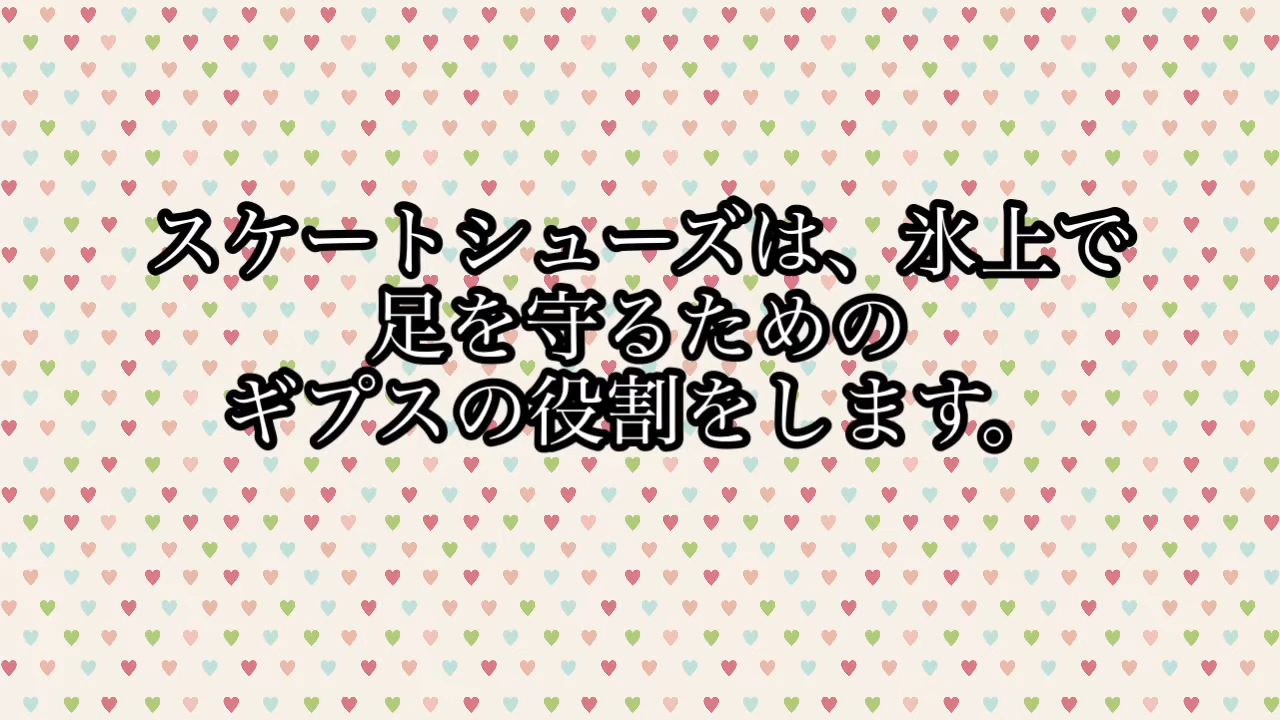 スケートシューズは、氷上で
足を守るための
ギプスの役割をします。